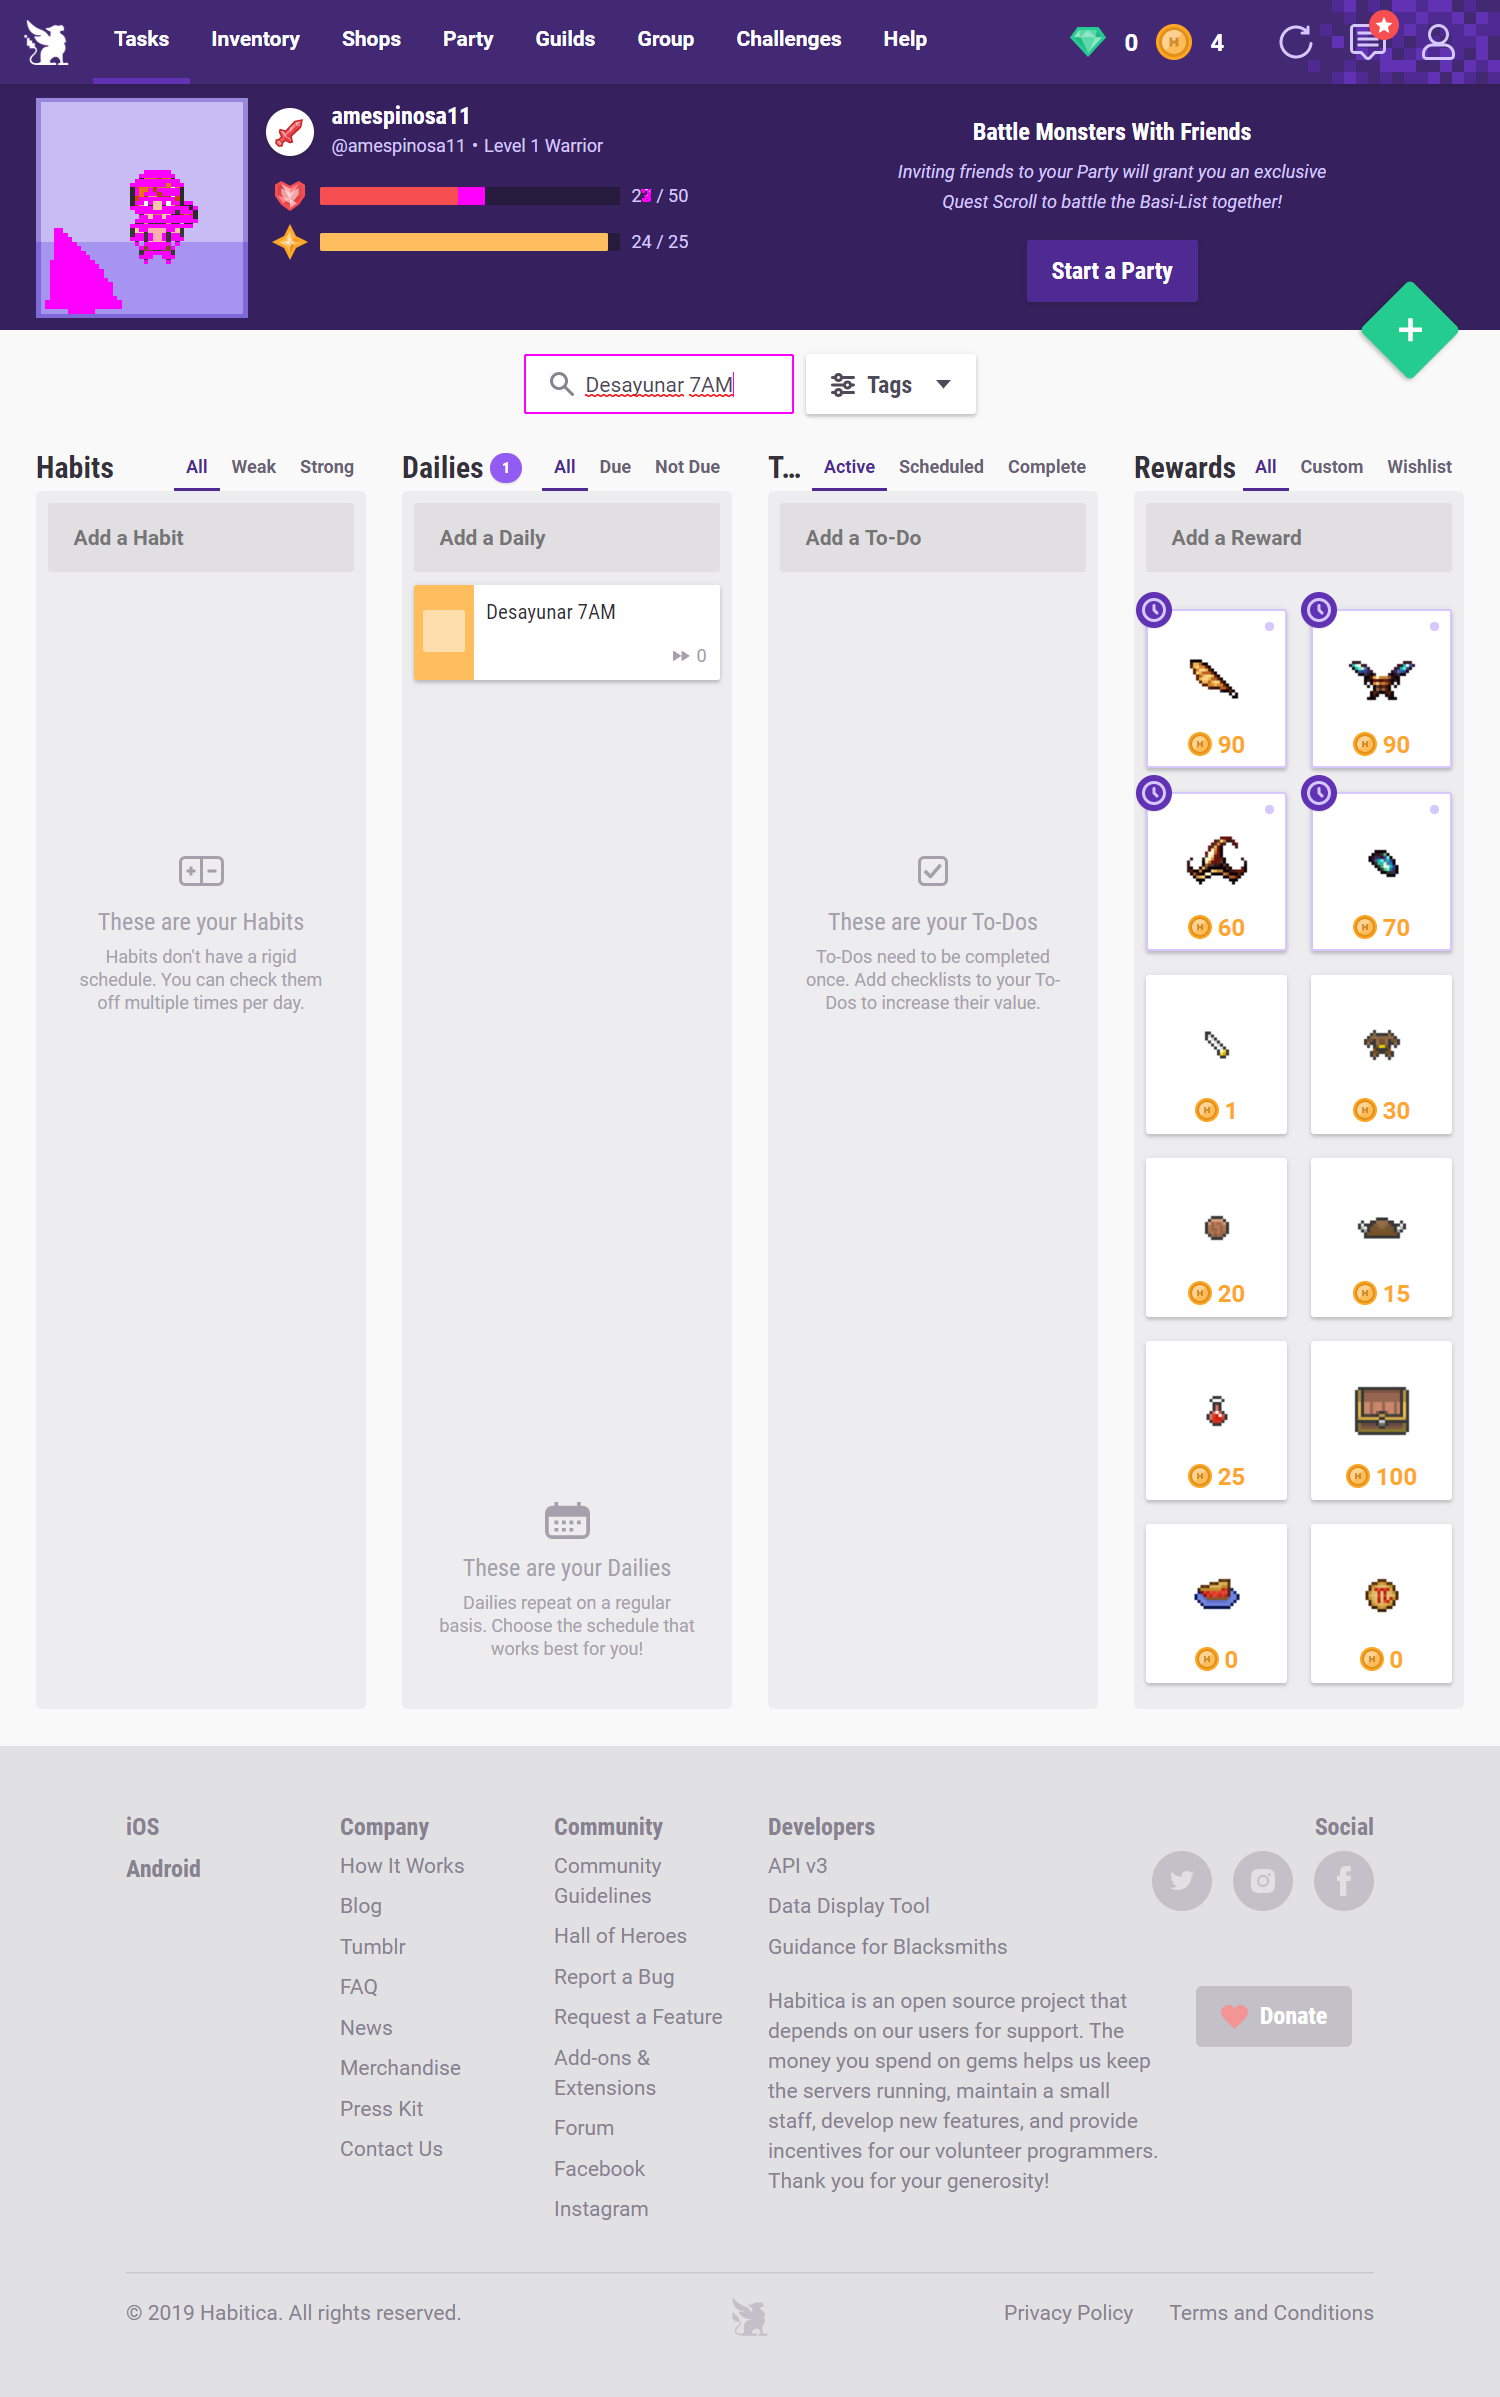 Tasks Inventory Shops Party Guilds Group Challenges Help 0 4
amespinosa11
@amespinosa11 • Level 1 Warrior
/ 50
24 / 25
Battle Monsters With Friends
Inviting friends to your Party will grant you an exclusive
Quest Scroll to battle the Basi-List together!
Start a Party
Desayunar 7AM
Tags
Habits All Weak Strong
Add a Habit
These are your Habits
Habits don't have a rigid
schedule. You can check them
off multiple times per day.
Dailies 1 All Due Not Due
Add a Daily
Desayunar 7AM
0
These are your Dailies
Dailies repeat on a regular
basis. Choose the schedule that
works best for you!
T... Active Scheduled Complete
Add a To-Do
These are your To-Dos
To-Dos need to be completed
once. Add checklists to your To-
Dos to increase their value.
Rewards All Custom Wishlist
Add a Reward
90 90
60 70
1 30
20 15
25 100
0 0
iOS
Android
Company
How It Works
Blog
Tumblr
FAQ
News
Merchandise
Press Kit
Contact Us
Community
Community
Guidelines
Hall of Heroes
Report a Bug
Request a Feature
Add-ons &
Extensions
Forum
Facebook
Instagram
Developers
API v3
Data Display Tool
Guidance for Blacksmiths
Habitica is an open source project that
depends on our users for support. The
money you spend on gems helps us keep
the servers running, maintain a small
staff, develop new features, and provide
incentives for our volunteer programmers.
Thank you for your generosity!
Social
Donate
© 2019 Habitica. All rights reserved.
Privacy Policy Terms and Conditions